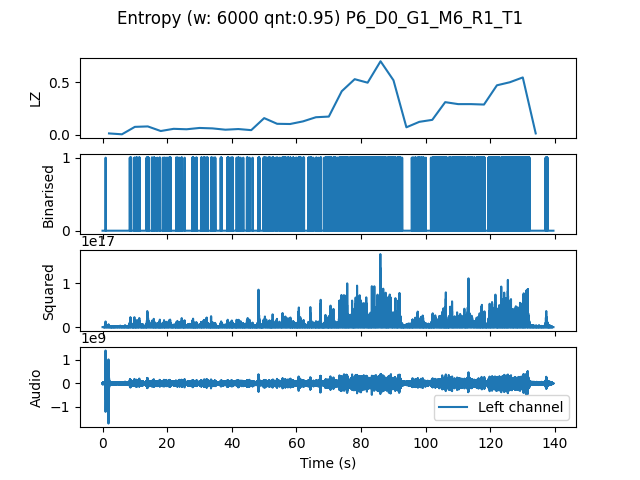 Entropy (w: 6000 qnt:0.95) P6_D0_G1_M6_R1_T1
0.5
0.0
LZ
1
0
Binarised
1e17
1
0
Squared
1e9
1
0
−1
Audio
Left channel
0 20 40 60 80 100 120 140
Time (s)